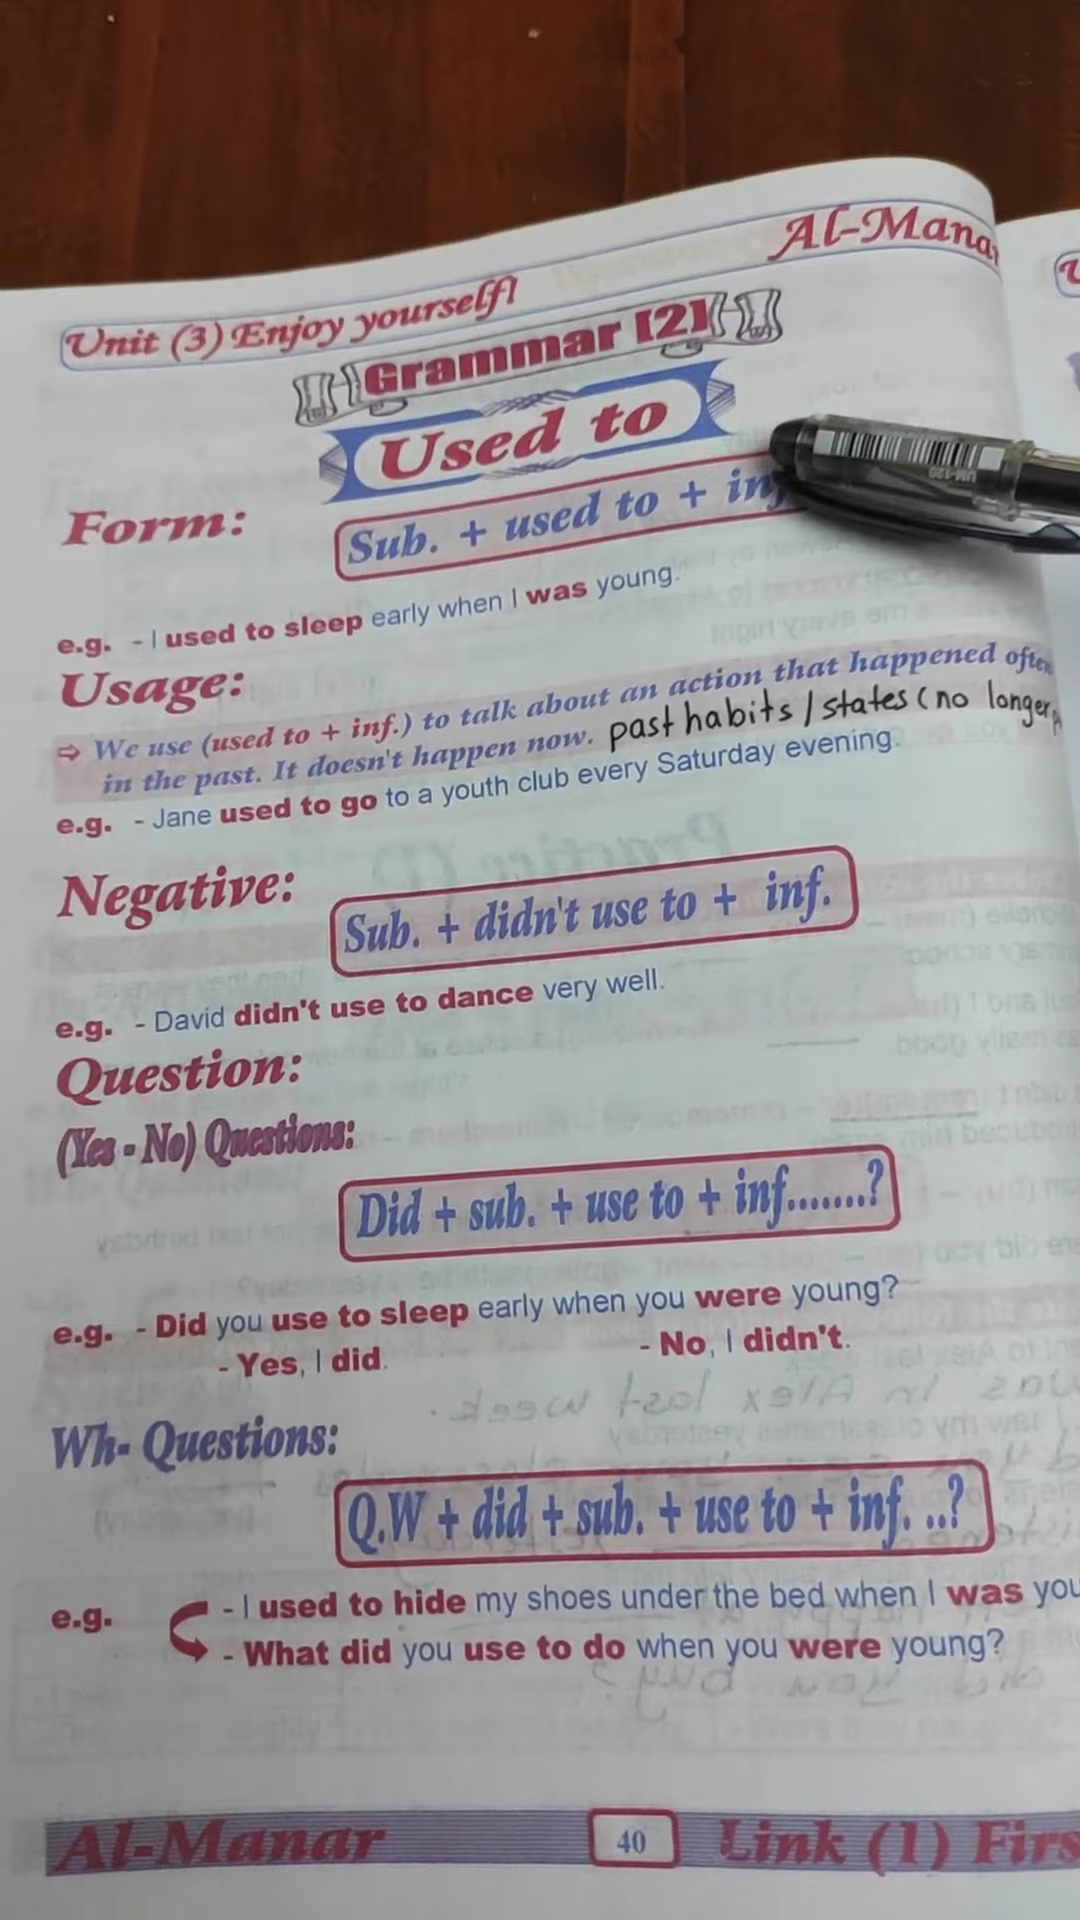 Al-Mana
Unit (3) Enjoy yourself!
Grammar [2]
Used to
Form:
Sub. + used to + in
e.g. - I used to sleep early when I was young.
Usage:
⇨ We use (used to + inf.) to talk about an action that happened often
in the past. It doesn't happen now. past habits / states ( no longer
e.g. - Jane used to go to a youth club every Saturday evening.
Negative:
Sub. + didn't use to + inf.
e.g. - David didn't use to dance very well.
Question:
(Yes - No) Questions:
Did + sub. + use to + inf.......?
e.g. - Did you use to sleep early when you were young?
- Yes, I did. - No, I didn't.
Wh- Questions:
Q.W + did + sub. + use to + inf. ..?
e.g. - I used to hide my shoes under the bed when I was you
- What did you use to do when you were young?
Al-Manar 40 Link (1) Firs